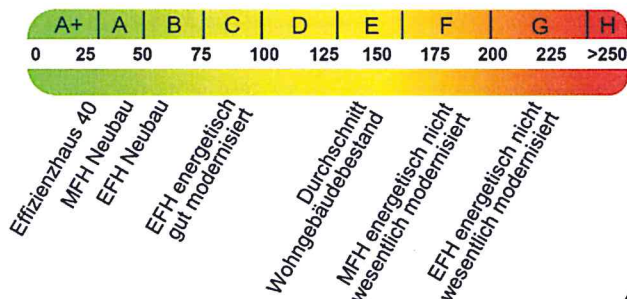 A+ A B C D E F G H
0 25 50 75 100 125 150 175 200 225 >250
Effizienzhaus 40
MFH Neubau
EFH Neubau
EFH energetisch
gut modernisiert
Durchschnitt
Wohngebäudebestand
MFH energetisch nicht
wesentlich modernisiert
EFH energetisch nicht
wesentlich modernisiert